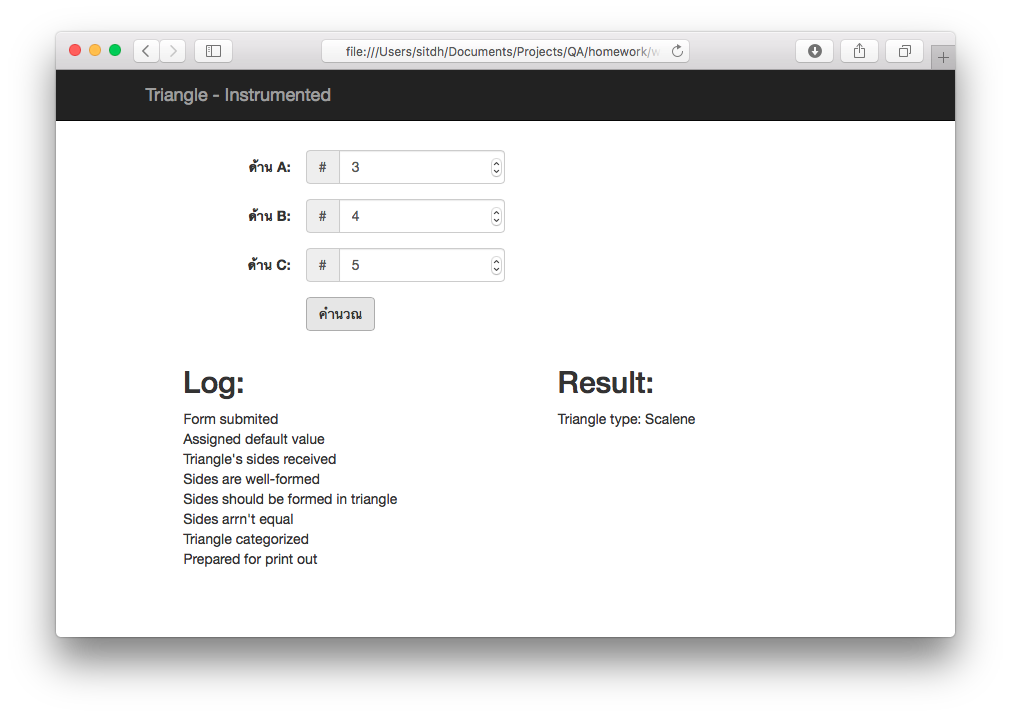 file:///Users/sitdh/Documents/Projects/QA/homework/w
Triangle - Instrumented
ด้าน A: # 3
ด้าน B: # 4
ด้าน C: # 5
คำนวณ
Log:
Form submited
Assigned default value
Triangle's sides received
Sides are well-formed
Sides should be formed in triangle
Sides arrn't equal
Triangle categorized
Prepared for print out
Result:
Triangle type: Scalene